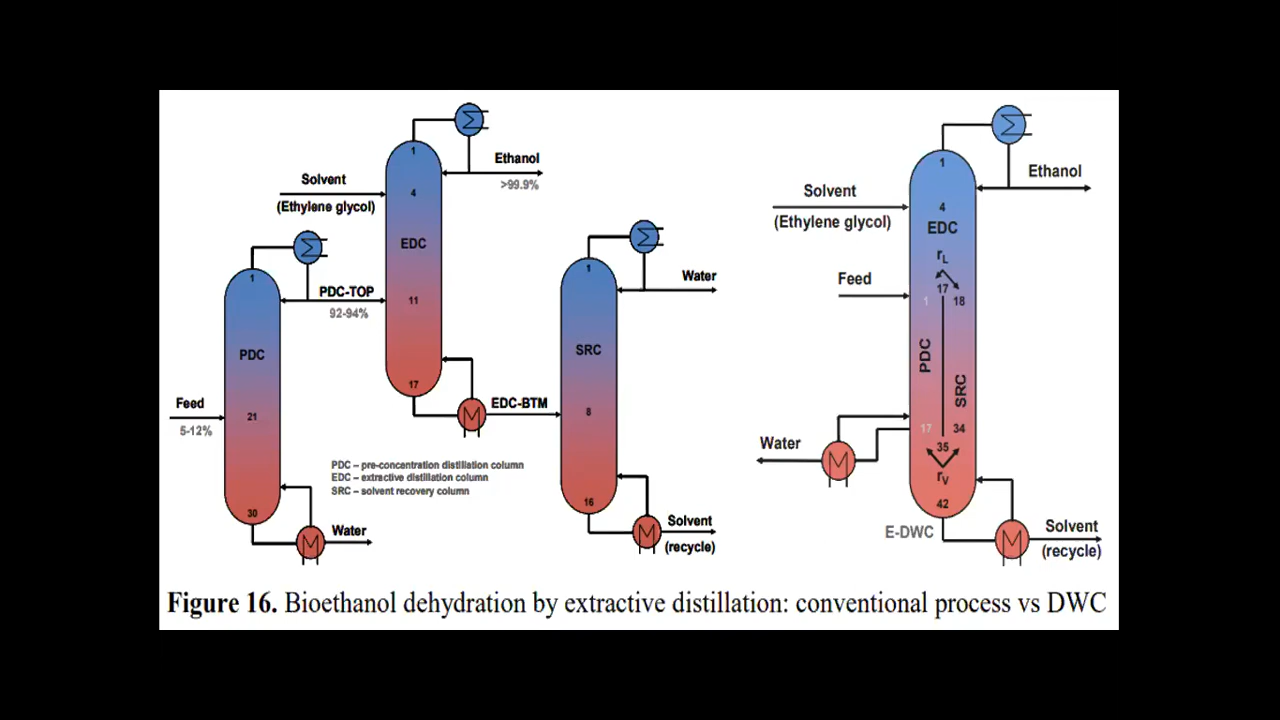 1
Ethanol
>99.9%
Solvent
(Ethylene glycol)
4
EDC
11
17
PDC-TOP
92-94%
1
PDC
Feed
5-12%
21
30
Water
EDC-BTM
1
SRC
8
16
Water
Solvent
(recycle)
PDC – pre-concentration distillation column
EDC – extractive distillation column
SRC – solvent recovery column
1
Ethanol
Solvent
(Ethylene glycol)
4
EDC
rL
Feed
1
17
18
PDC
SRC
17
34
Water
35
rV
42
E-DWC
Solvent
(recycle)
Figure 16. Bioethanol dehydration by extractive distillation: conventional process vs DWC